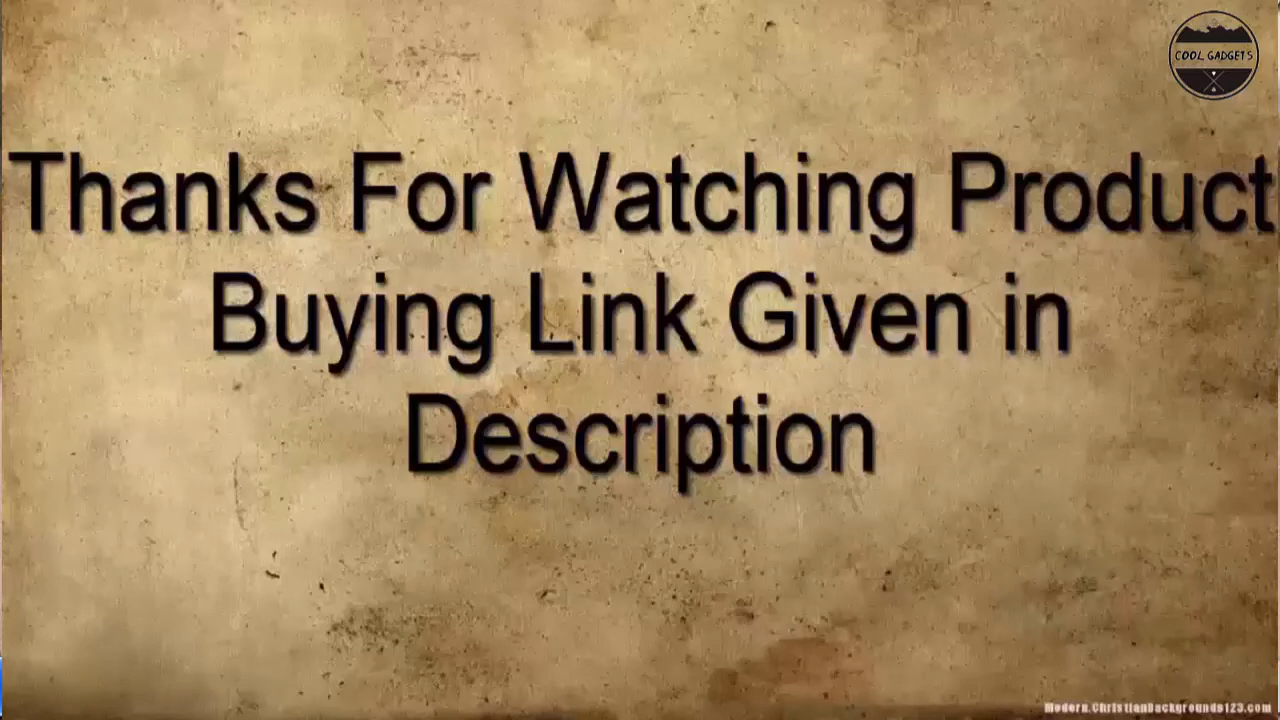 COOL GADGETS
Thanks For Watching Product
Buying Link Given in
Description
Modern.ChristianBackgrounds123.com